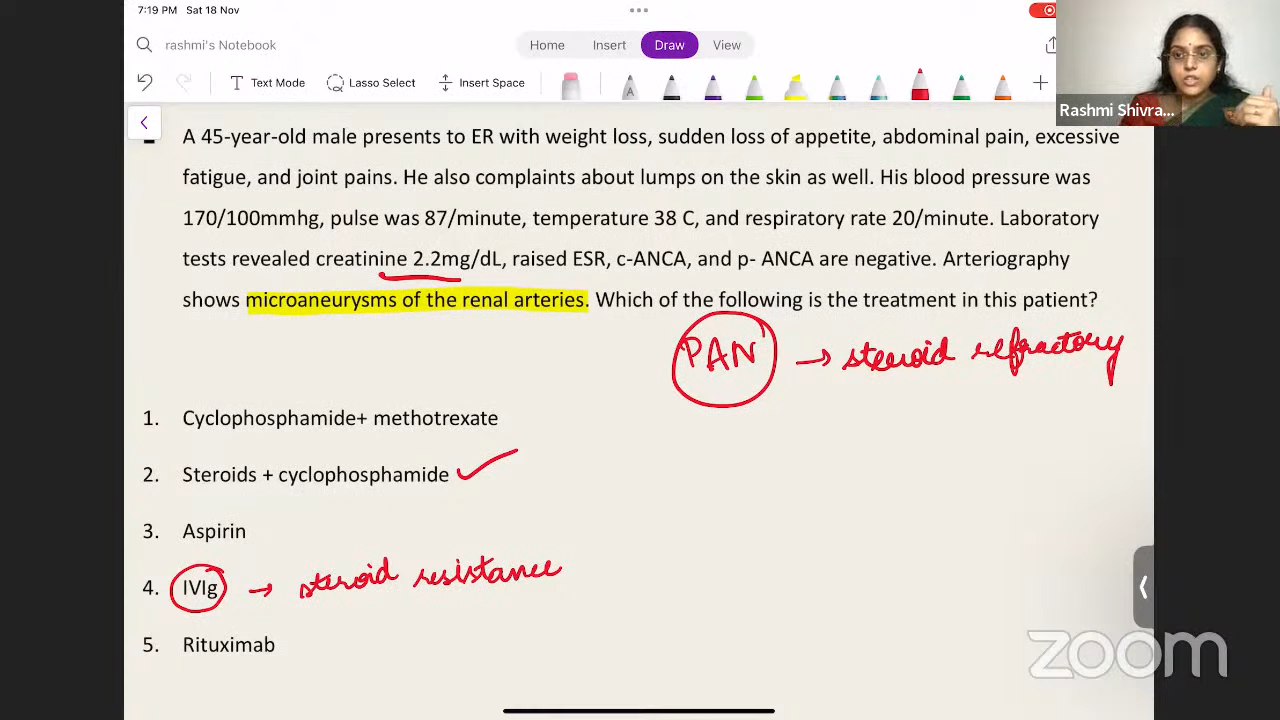 7:19 PM Sat 18 Nov
rashmi's Notebook
Home Insert Draw View
Text Mode Lasso Select Insert Space
Rashmi Shivra...
A 45-year-old male presents to ER with weight loss, sudden loss of appetite, abdominal pain, excessive
fatigue, and joint pains. He also complaints about lumps on the skin as well. His blood pressure was
170/100mmhg, pulse was 87/minute, temperature 38 C, and respiratory rate 20/minute. Laboratory
tests revealed creatinine 2.2mg/dL, raised ESR, c-ANCA, and p- ANCA are negative. Arteriography
shows microaneurysms of the renal arteries. Which of the following is the treatment in this patient?
PAN → steroid refractory
1. Cyclophosphamide+ methotrexate
2. Steroids + cyclophosphamide ✓
3. Aspirin
4. IVIg → steroid resistance
5. Rituximab
zoom